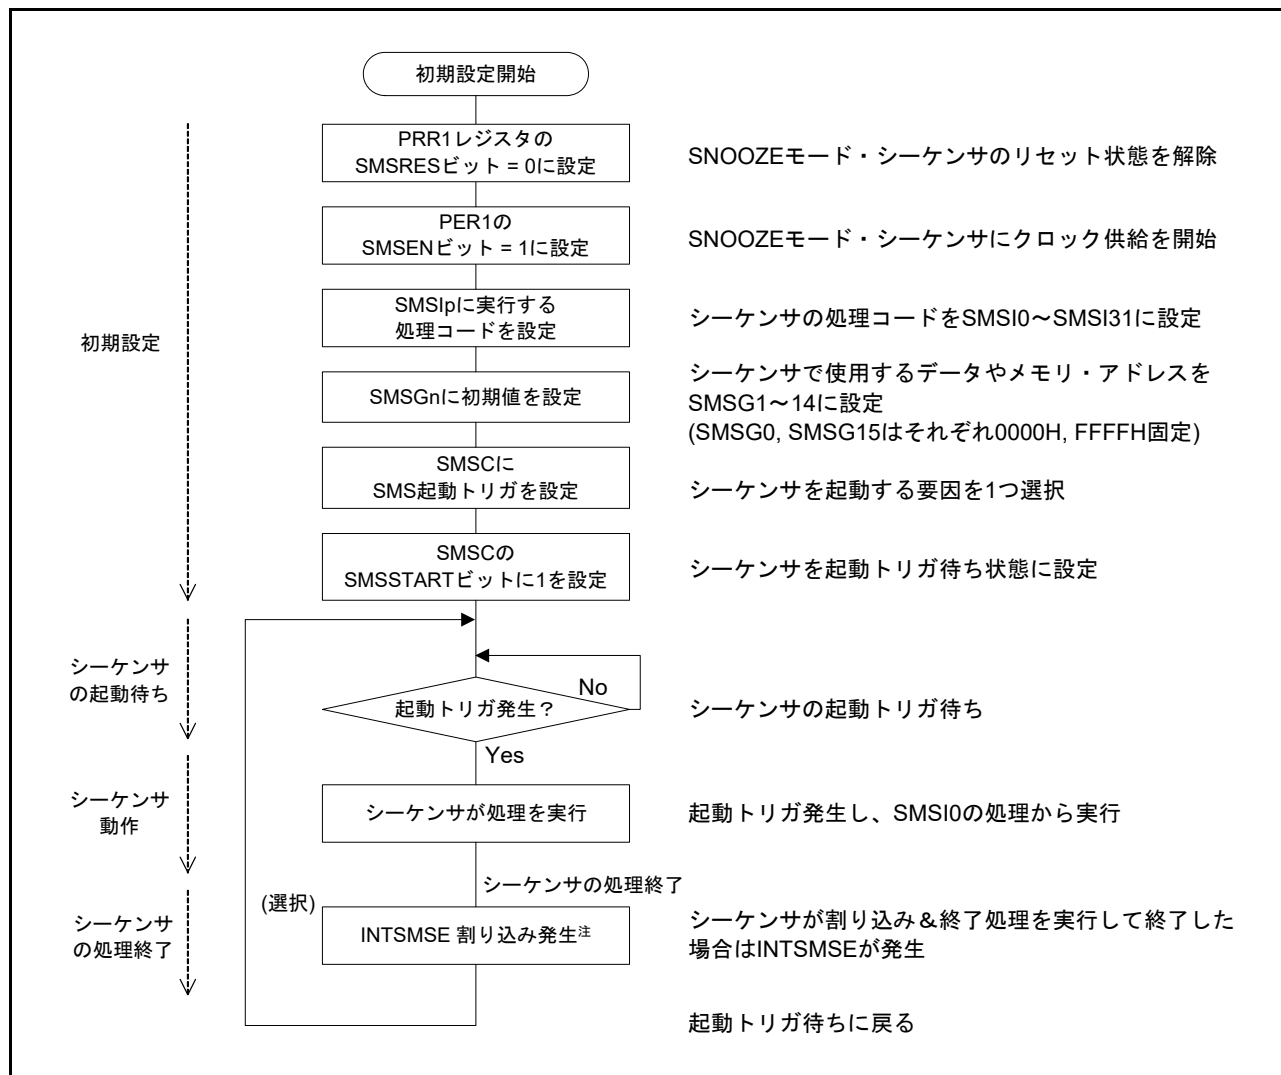 初期設定開始
PRR1レジスタの
SMSRESビット = 0に設定
SNOOZEモード・シーケンサのリセット状態を解除
PER1の
SMSENビット = 1に設定
SNOOZEモード・シーケンサにクロック供給を開始
SMSIpに実行する
処理コードを設定
シーケンサの処理コードをSMSI0～SMSI31に設定
初期設定
SMSGnに初期値を設定
シーケンサで使用するデータやメモリ・アドレスを
SMSG1～14に設定
(SMSG0, SMSG15はそれぞれ0000H, FFFFH固定)
SMSCに
SMS起動トリガを設定
シーケンサを起動する要因を1つ選択
SMSCの
SMSSTARTビットに1を設定
シーケンサを起動トリガ待ち状態に設定
シーケンサ
の起動待ち
No
起動トリガ発生？
シーケンサの起動トリガ待ち
Yes
シーケンサ
動作
シーケンサが処理を実行
起動トリガ発生し、SMSI0の処理から実行
シーケンサの処理終了
(選択)
シーケンサ
の処理終了
INTSMSE 割り込み発生注
シーケンサが割り込み＆終了処理を実行して終了した
場合はINTSMSEが発生
起動トリガ待ちに戻る